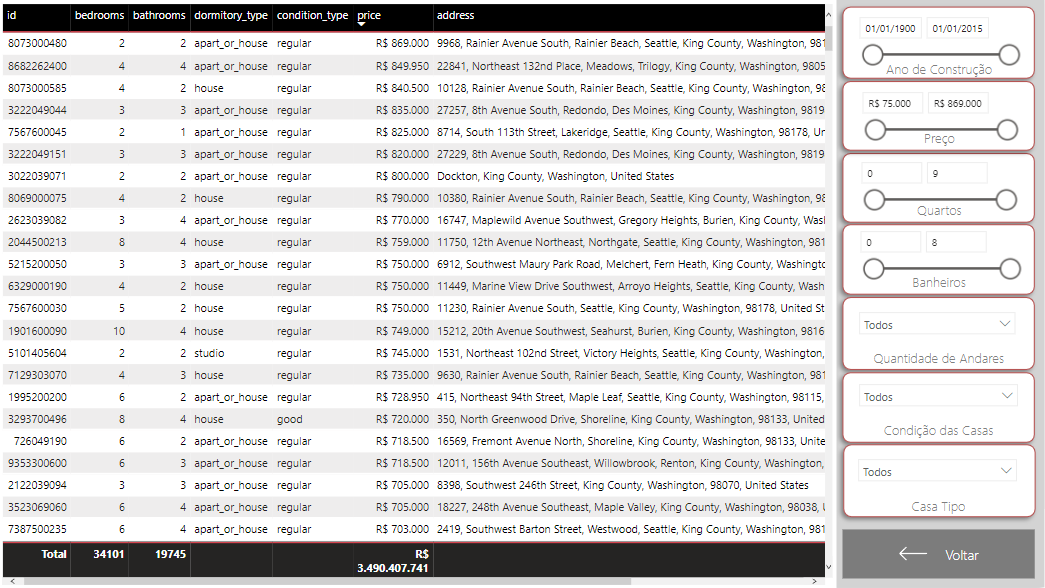 id bedrooms bathrooms dormitory_type condition_type price address
8073000480 2 2 apart_or_house regular R$ 869.000 9968, Rainier Avenue South, Rainier Beach, Seattle, King County, Washington, 981
8682262400 4 4 apart_or_house regular R$ 849.950 22841, Northeast 132nd Place, Meadows, Trilogy, King County, Washington, 9805
8073000585 4 2 house regular R$ 840.500 10128, Rainier Avenue South, Rainier Beach, Seattle, King County, Washington, 98
3222049044 3 3 apart_or_house regular R$ 835.000 27257, 8th Avenue South, Redondo, Des Moines, King County, Washington, 9819
7567600045 2 1 apart_or_house regular R$ 825.000 8714, South 113th Street, Lakeridge, Seattle, King County, Washington, 98178, Ur
3222049151 3 3 apart_or_house regular R$ 820.000 27229, 8th Avenue South, Redondo, Des Moines, King County, Washington, 9819
3022039071 2 2 apart_or_house regular R$ 800.000 Dockton, King County, Washington, United States
8069000075 4 2 house regular R$ 790.000 10380, Rainier Avenue South, Rainier Beach, Seattle, King County, Washington, 98
2623039082 3 4 apart_or_house regular R$ 770.000 16747, Maplewild Avenue Southwest, Gregory Heights, Burien, King County, Wasl
2044500213 8 4 house regular R$ 759.000 11750, 12th Avenue Northeast, Northgate, Seattle, King County, Washington, 981
5215200050 3 3 apart_or_house regular R$ 750.000 6912, Southwest Maury Park Road, Melchert, Fern Heath, King County, Washingt
6329000190 4 2 house regular R$ 750.000 11449, Marine View Drive Southwest, Arroyo Heights, Seattle, King County, Wash
7567600030 5 2 house regular R$ 750.000 11230, Rainier Avenue South, Seattle, King County, Washington, 98178, United St
1901600090 10 4 house regular R$ 749.000 15212, 20th Avenue Southwest, Seahurst, Burien, King County, Washington, 9816
5101405604 2 2 studio regular R$ 745.000 1531, Northeast 102nd Street, Victory Heights, Seattle, King County, Washington,
7129303070 4 3 house regular R$ 735.000 9630, Rainier Avenue South, Rainier Beach, Seattle, King County, Washington, 981
1995200200 6 2 apart_or_house regular R$ 728.950 415, Northeast 94th Street, Maple Leaf, Seattle, King County, Washington, 98115,
3293700496 8 4 house good R$ 720.000 350, North Greenwood Drive, Shoreline, King County, Washington, 98133, United
726049190 6 2 apart_or_house regular R$ 718.500 16569, Fremont Avenue North, Shoreline, King County, Washington, 98133, Unite
9353300600 6 3 apart_or_house regular R$ 718.500 12011, 156th Avenue Southeast, Willowbrook, Renton, King County, Washington,
2122039094 3 3 apart_or_house regular R$ 705.000 8398, Southwest 246th Street, King County, Washington, 98070, United States
3523069060 6 4 apart_or_house regular R$ 705.000 18227, 248th Avenue Southeast, Maple Valley, King County, Washington, 98038, U
7387500235 6 4 apart_or_house regular R$ 703.000 2419, Southwest Barton Street, Westwood, Seattle, King County, Washington, 981
Total 34101 19745 R$
3.490.407.741
01/01/1900 01/01/2015
Ano de Construção
R$ 75.000 R$ 869.000
Preço
0 9
Quartos
0 8
Banheiros
Todos
Quantidade de Andares
Todos
Condição das Casas
Todos
Casa Tipo
Voltar